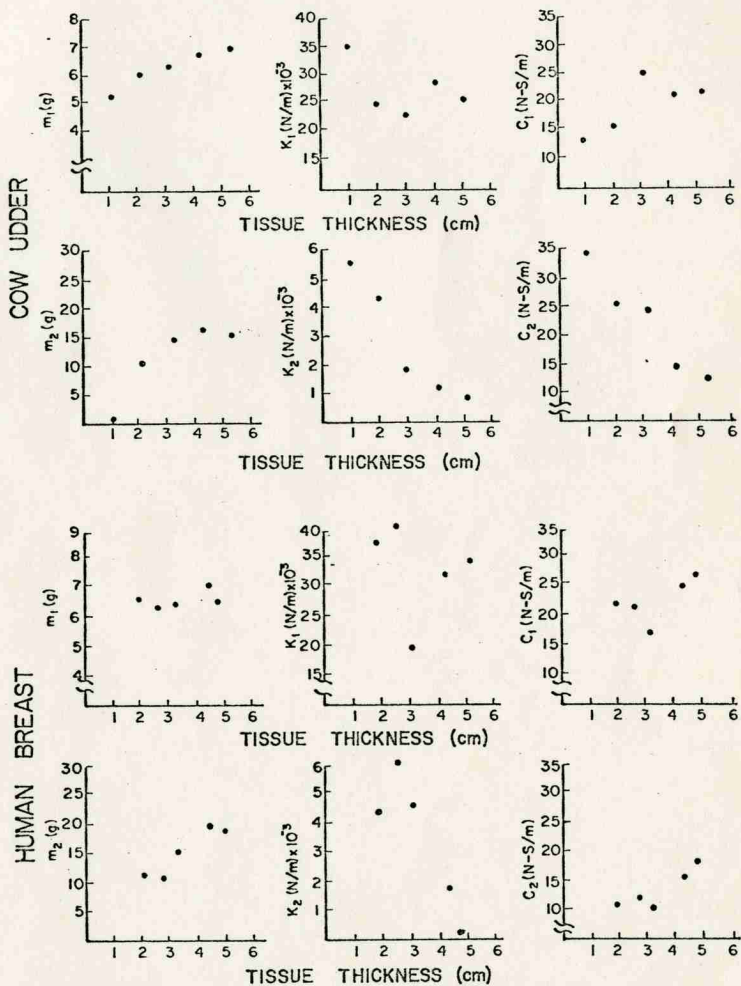 COW UDDER
m₁(g)
8
7
6
5
4
1 2 3 4 5 6
K₁ (N/m)x10⁻³
40
35
30
25
20
15
1 2 3 4 5 6
C₁ (N-S/m)
35
25
20
15
10
1 2 3 4 5 6
TISSUE THICKNESS (cm)
m₂(g)
30
25
20
15
10
5
1 2 3 4 5 6
K₂ (N/m)x10⁻³
6
5
4
3
2
1
1 2 3 4 5 6
C₂ (N-S/m)
35
25
20
15
10
1 2 3 4 5 6
TISSUE THICKNESS (cm)
HUMAN BREAST
m₁(g)
9
8
7
6
5
4
1 2 3 4 5 6
K₁ (N/m)x10⁻³
40
35
30
25
20
15
1 2 3 4 5 6
C₁ (N-S/m)
35
25
20
15
10
1 2 3 4 5 6
TISSUE THICKNESS (cm)
m₂(g)
30
25
20
15
10
5
1 2 3 4 5 6
K₂ (N/m)x10⁻³
6
5
4
3
2
1
1 2 3 4 5 6
C₂ (N-S/m)
35
25
20
15
10
1 2 3 4 5 6
TISSUE THICKNESS (cm)